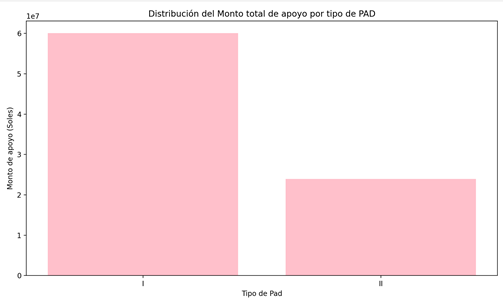 Distribución del Monto total de apoyo por tipo de PAD
1e7
6
5
4
3
2
1
0
Monto de apoyo (Soles)
I
II
Tipo de Pad